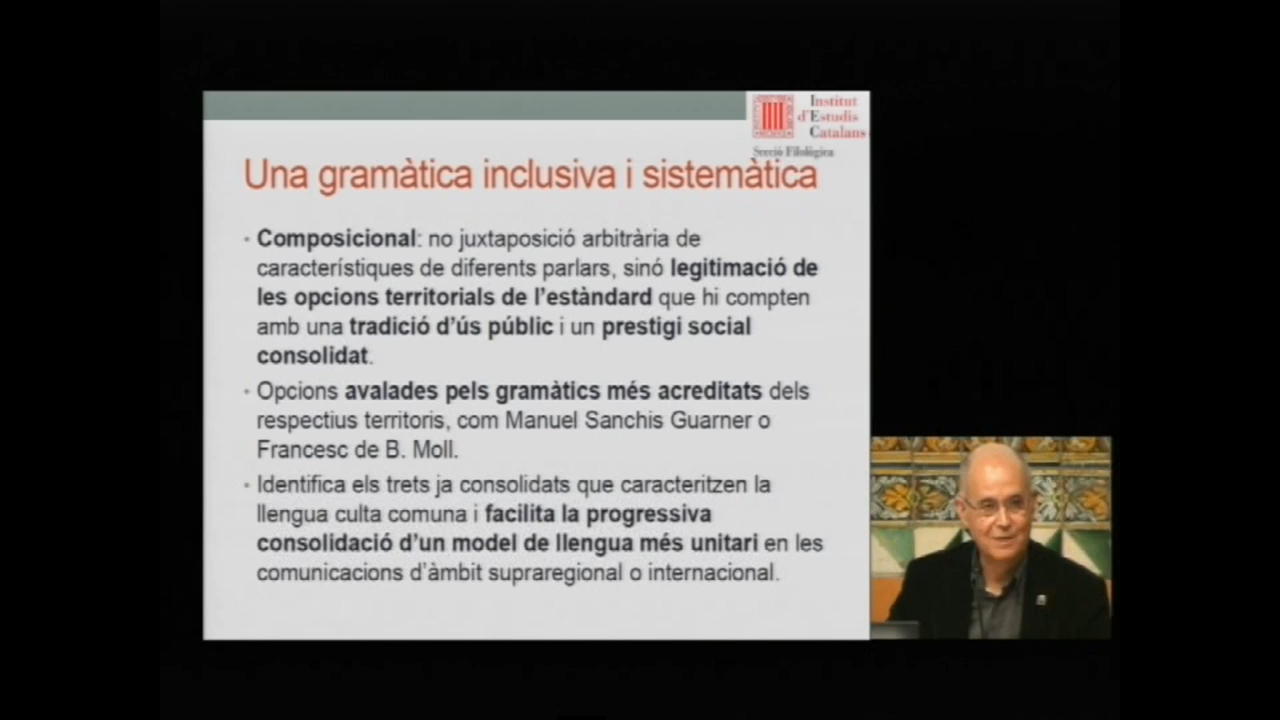 Institut
d'Estudis
Catalans
Secció Filològica
Una gramàtica inclusiva i sistemàtica
• Composicional: no juxtaposició arbitrària de
característiques de diferents parlars, sinó legitimació de
les opcions territorials de l’estàndard que hi compten
amb una tradició d’ús públic i un prestigi social
consolidat.
• Opcions avalades pels gramàtics més acreditats dels
respectius territoris, com Manuel Sanchis Guarner o
Francesc de B. Moll.
• Identifica els trets ja consolidats que caracteritzen la
llengua culta comuna i facilita la progressiva
consolidació d’un model de llengua més unitari en les
comunicacions d’àmbit supraregional o internacional.